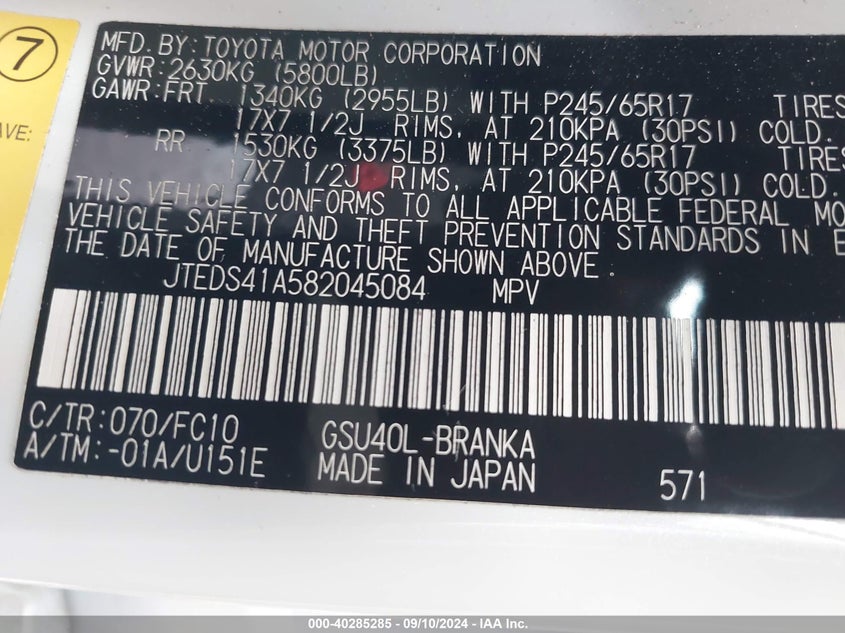 7
AVE:
MFD. BY: TOYOTA MOTOR CORPORATION
GVWR: 2630KG (5800LB)
GAWR: FRT 1340KG (2955LB) WITH P245/65R17 TIRES
17X7 1/2J RIMS, AT 210KPA (30PSI) COLD.
RR 1530KG (3375LB) WITH P245/65R17 TIRES
17X7 1/2J RIMS, AT 210KPA (30PSI) COLD.
THIS VEHICLE CONFORMS TO ALL APPLICABLE FEDERAL MO
VEHICLE SAFETY AND THEFT PREVENTION STANDARDS IN E
THE DATE OF MANUFACTURE SHOWN ABOVE.
JTEDS41A582045084 MPV
C/TR: 070/FC10 GSU40L-BRANKA
A/TM: -01A/U151E MADE IN JAPAN 571
000-40285285 - 09/10/2024 - IAA Inc.